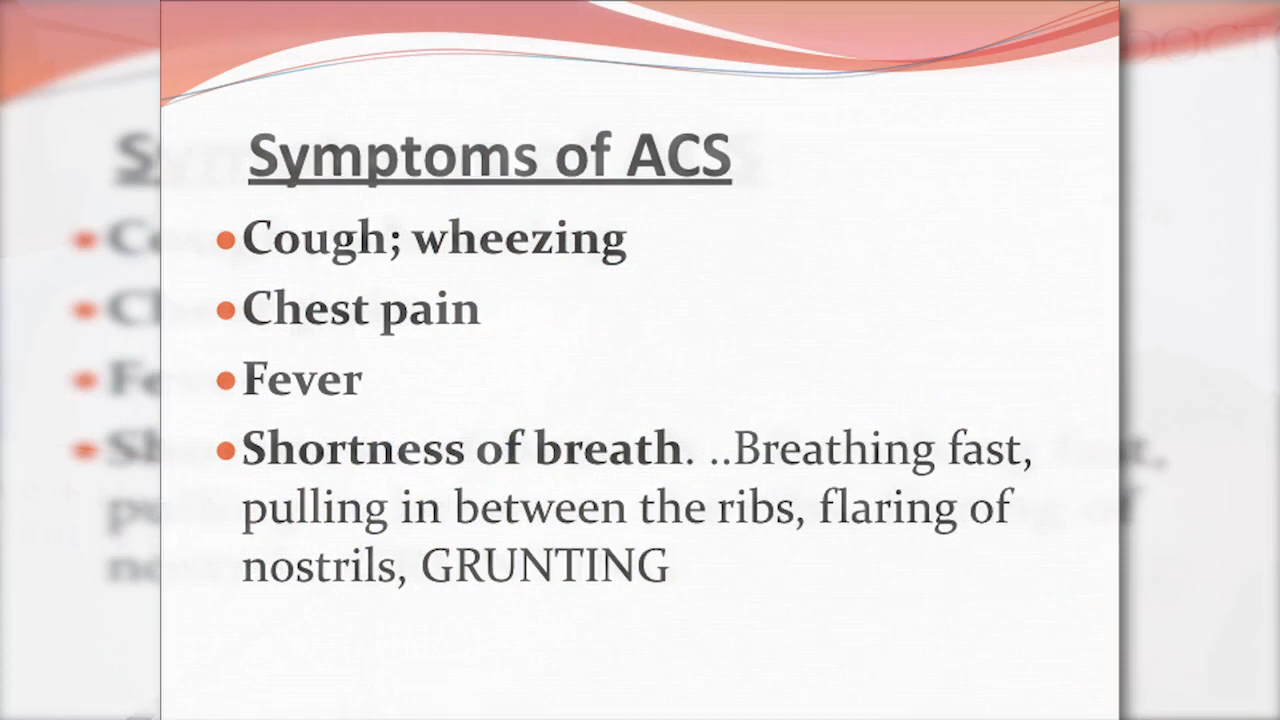 Symptoms of ACS
•Cough; wheezing
•Chest pain
•Fever
•Shortness of breath. ..Breathing fast,
pulling in between the ribs, flaring of
nostrils, GRUNTING